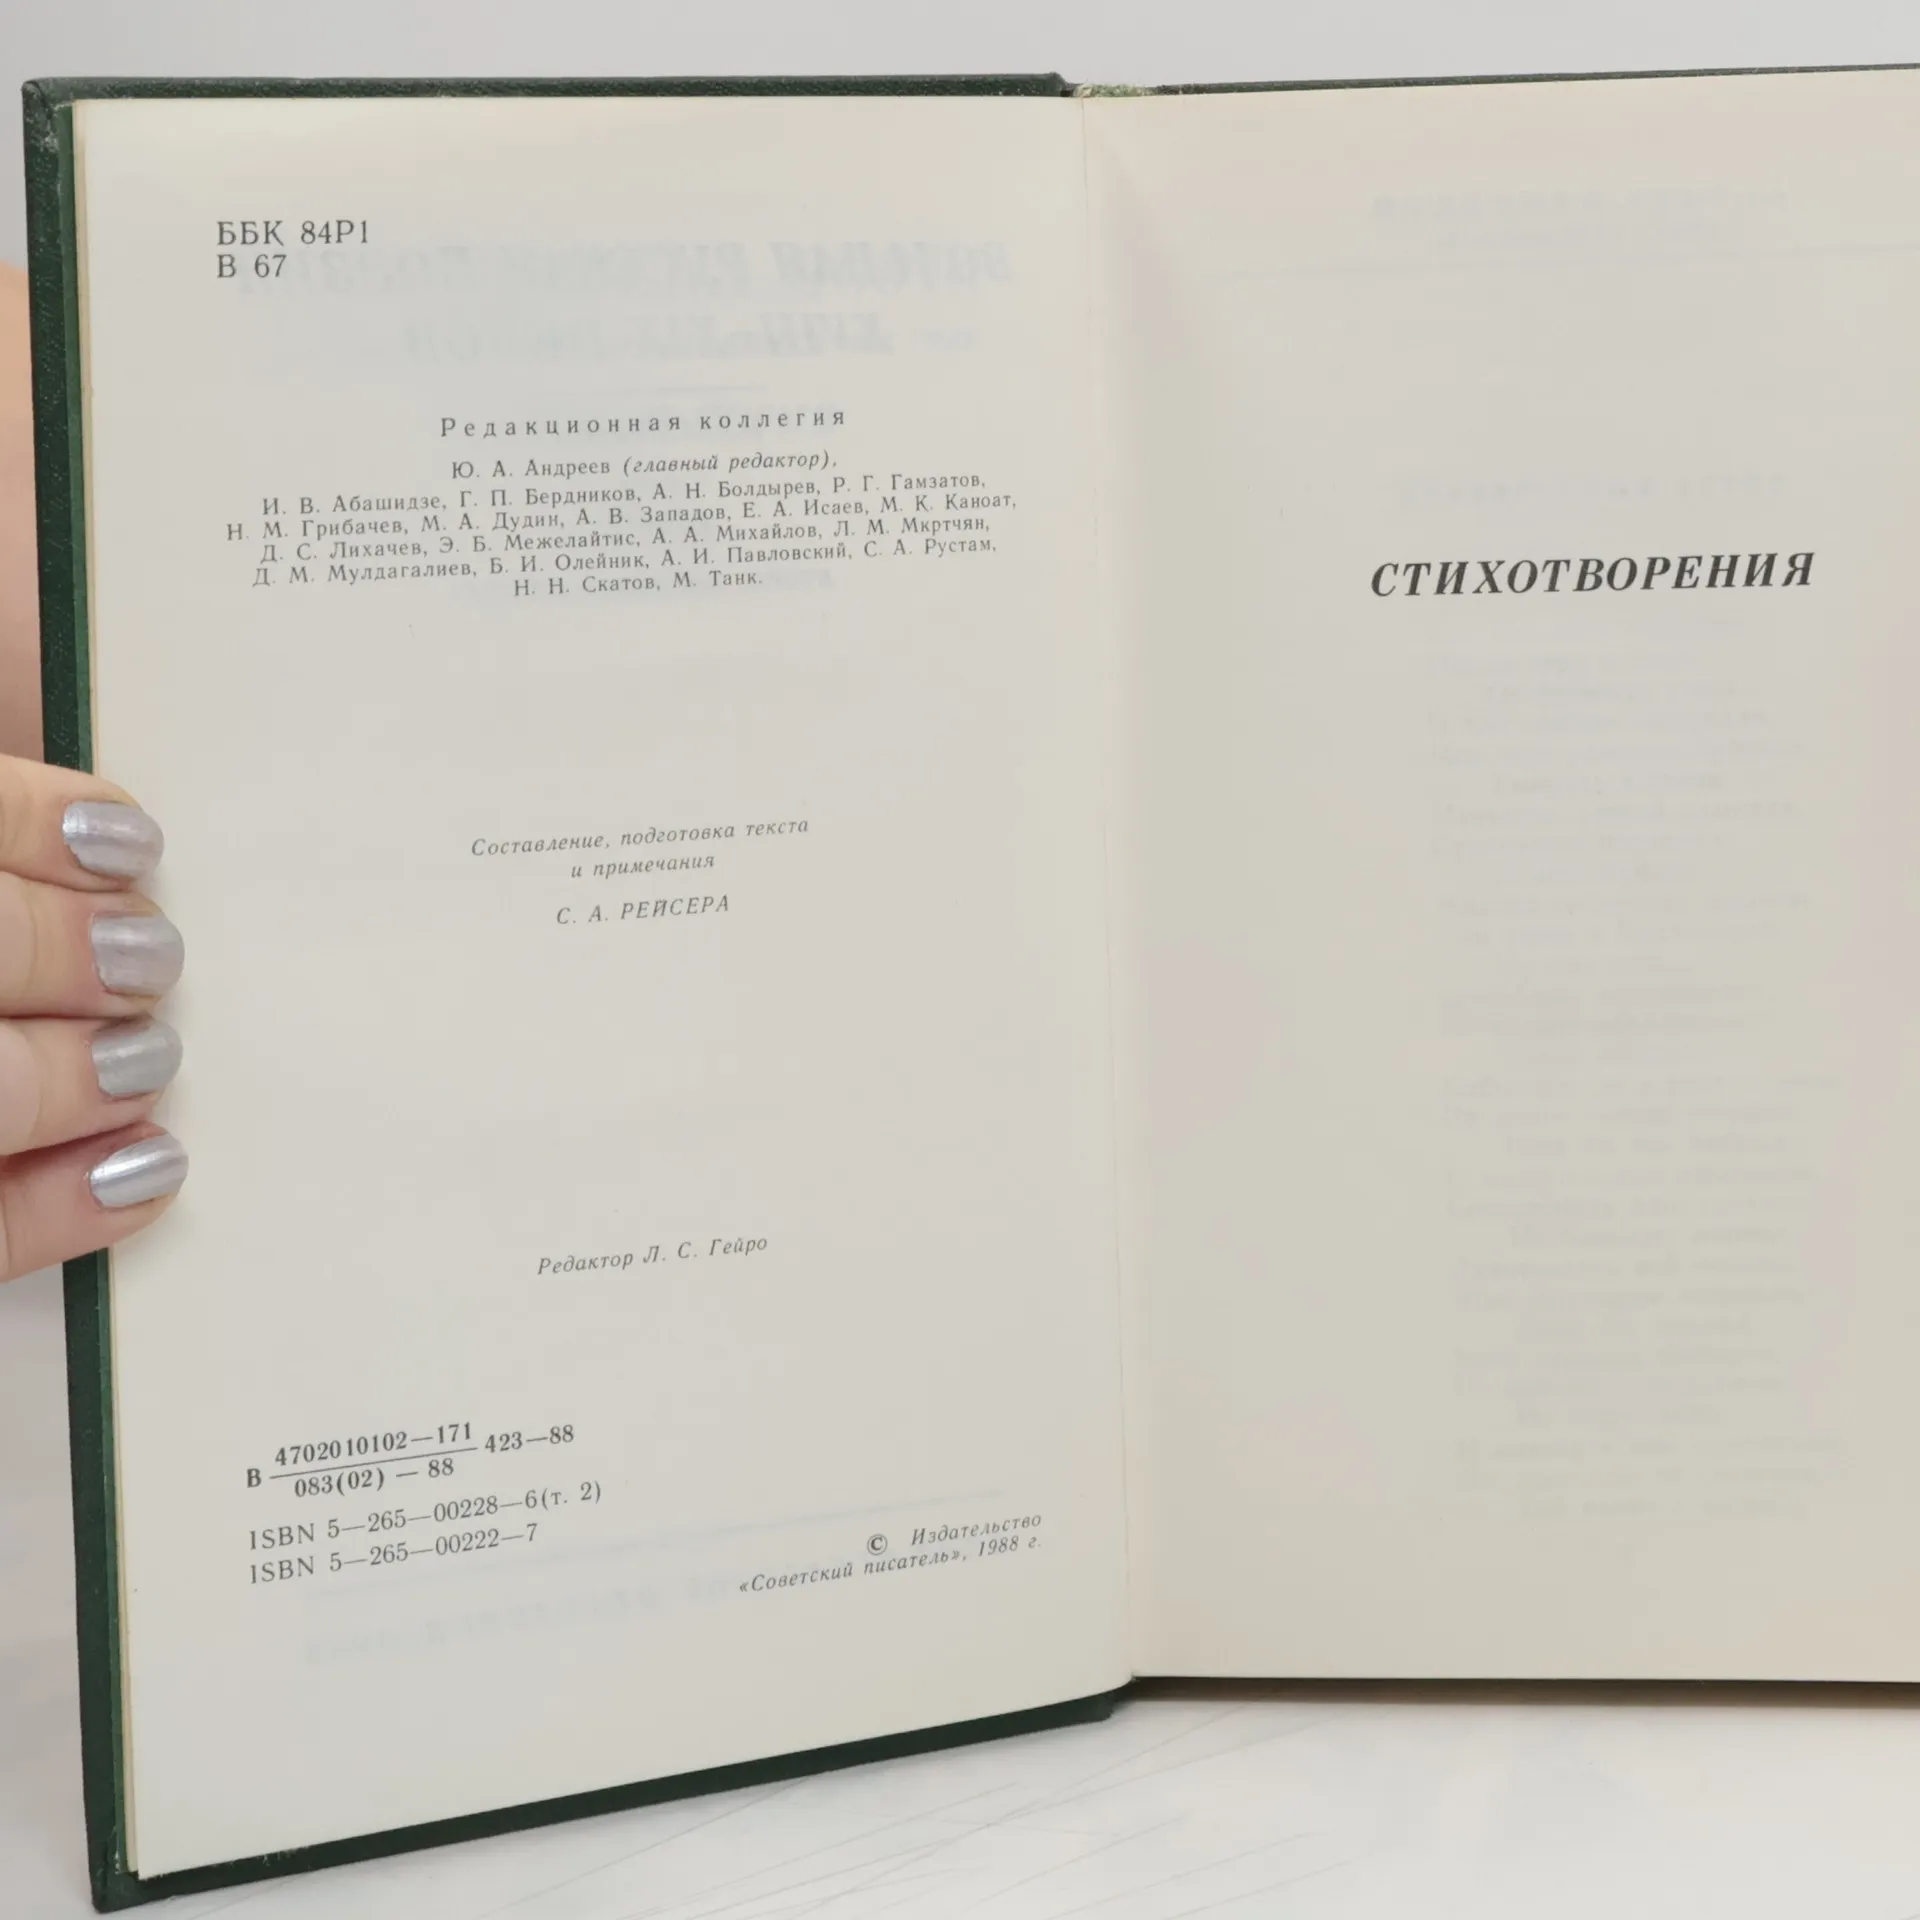 ББК 84Р1
В 67
Редакционная коллегия
Ю. А. Андреев (главный редактор),
И. В. Абашидзе, Г. П. Бердников, А. Н. Болдырев, Р. Г. Гамзатов,
Н. М. Грибачев, М. А. Дудин, А. В. Западов, Е. А. Исаев, М. К. Каноат,
Д. С. Лихачев, Э. Б. Межелайтис, А. А. Михайлов, Л. М. Мкртчян,
Д. М. Мулдагалиев, Б. И. Олейник, А. И. Павловский, С. А. Рустам,
Н. Н. Скатов, М. Танк.
Составление, подготовка текста
и примечания
С. А. РЕЙСЕРА
Редактор Л. С. Гейро
В 4702010102—171 423—88
083(02) — 88
ISBN 5—265—00228—6(т. 2)
ISBN 5—265—00222—7
© Издательство
«Советский писатель», 1988 г.
СТИХОТВОРЕНИЯ